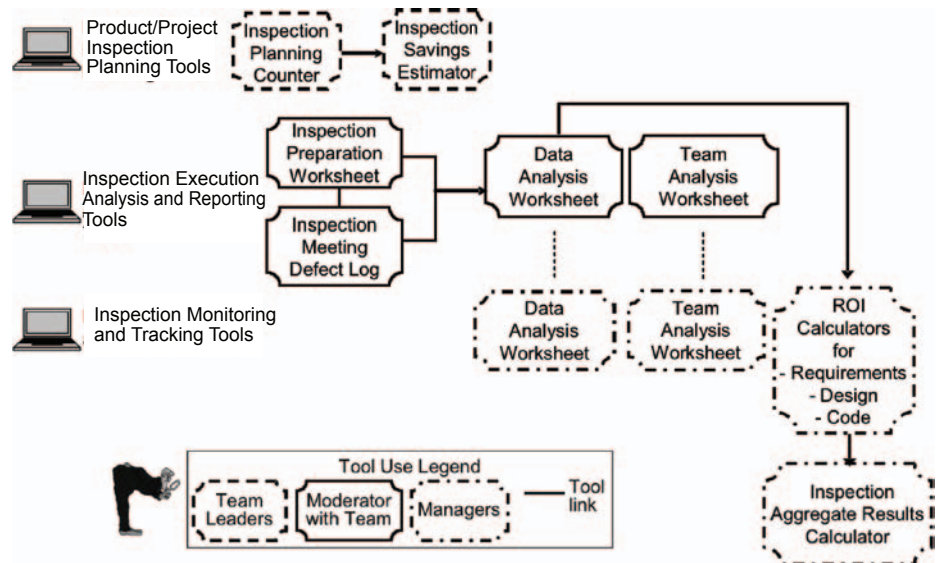 Product/Project
Inspection
Planning Tools
Inspection
Planning
Counter
Inspection
Savings
Estimator
Inspection Execution
Analysis and Reporting
Tools
Inspection
Preparation
Worksheet
Inspection
Meeting
Defect Log
Data
Analysis
Worksheet
Team
Analysis
Worksheet
Inspection Monitoring
and Tracking Tools
Data
Analysis
Worksheet
Team
Analysis
Worksheet
ROI
Calculators
for
- Requirements
- Design
- Code
Inspection
Aggregate Results
Calculator
Tool Use Legend
Team
Leaders
Moderator
with Team
Managers
Tool
link